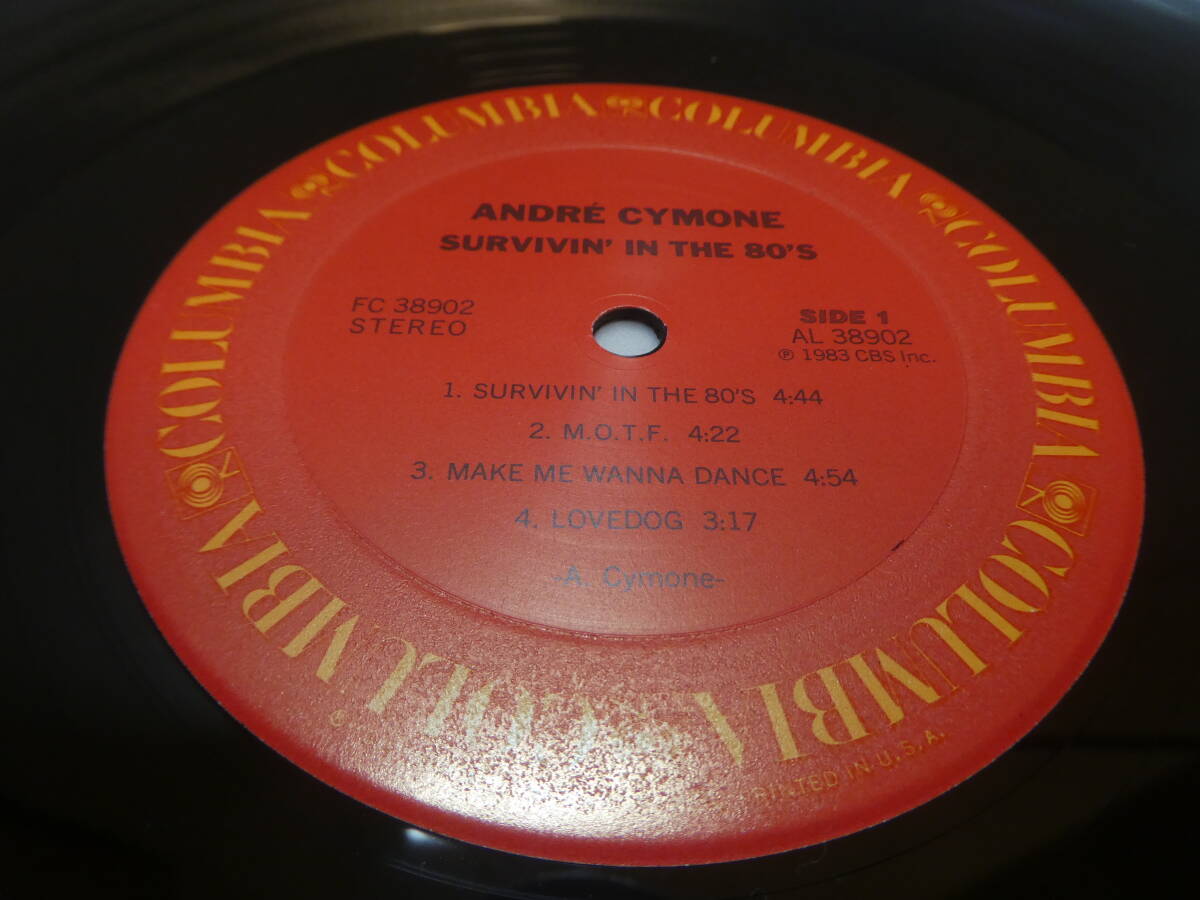 COLUMBIA COLUMBIA COLUMBIA COLUMBIA COLUMBIA COLUMBIA
ANDRÉ CYMONE
SURVIVIN' IN THE 80'S
FC 38902
STEREO
SIDE 1
AL 38902
℗ 1983 CBS Inc.
1. SURVIVIN' IN THE 80'S 4:44
2. M.O.T.F. 4:22
3. MAKE ME WANNA DANCE 4:54
4. LOVEDOG 3:17
-A. Cymone-
®
PRINTED IN U.S.A.